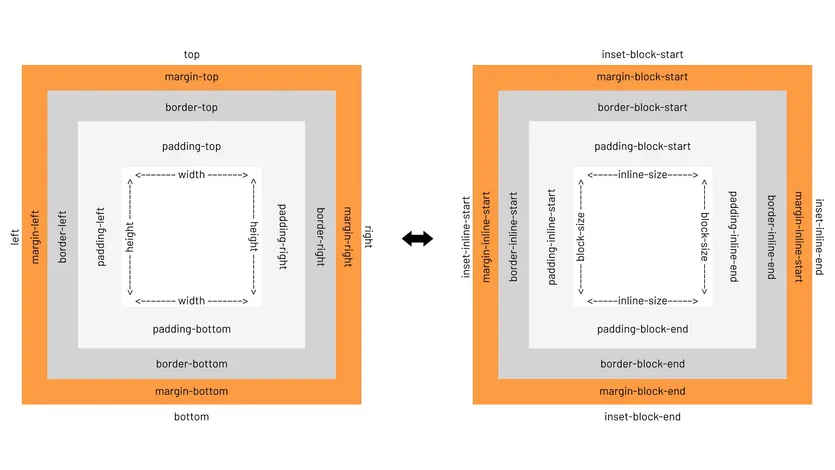 top
margin-top
border-top
padding-top
<------- width ------->
left
margin-left
border-left
padding-left
<------- height ------->
<------- height ------->
padding-right
border-right
margin-right
right
<------- width ------->
padding-bottom
border-bottom
margin-bottom
bottom
inset-block-start
margin-block-start
border-block-start
padding-block-start
<-----inline-size----->
inset-inline-start
margin-inline-start
border-inline-start
padding-inline-start
<-----block-size----->
<-----block-size----->
padding-inline-end
border-inline-end
margin-inline-start
inset-inline-end
<-----inline-size----->
padding-block-end
border-block-end
margin-block-end
inset-block-end